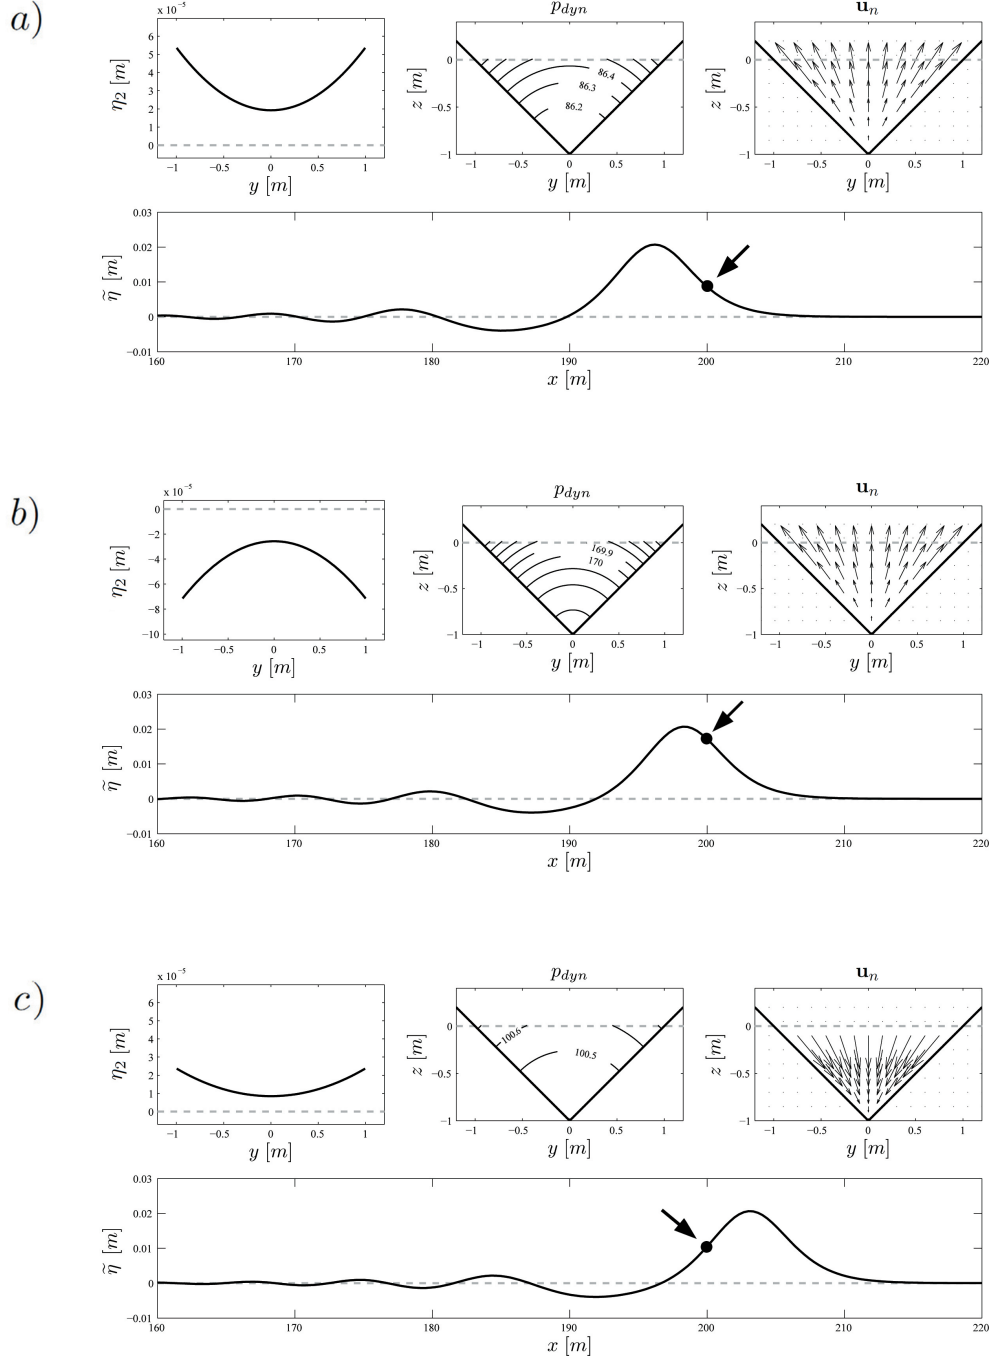 a)
x 10⁻⁵
6
5
4
3
2
1
0
η₂ [m]
−1 −0.5 0 0.5 1
y [m]
p_dyn
0
−0.5
−1
z [m]
86.4
86.3
86.2
−1 −0.5 0 0.5 1
y [m]
u_n
0
−0.5
−1
z [m]
−1 −0.5 0 0.5 1
y [m]
0.03
0.02
0.01
0
−0.01
η̃ [m]
160 170 180 190 200 210 220
x [m]
b)
x 10⁻⁵
0
−2
−4
−6
−8
−10
η₂ [m]
−1 −0.5 0 0.5 1
y [m]
p_dyn
0
−0.5
−1
z [m]
169.9
170
−1 −0.5 0 0.5 1
y [m]
u_n
0
−0.5
−1
z [m]
−1 −0.5 0 0.5 1
y [m]
0.03
0.02
0.01
0
−0.01
η̃ [m]
160 170 180 190 200 210 220
x [m]
c)
x 10⁻⁵
6
5
4
3
2
1
0
η₂ [m]
−1 −0.5 0 0.5 1
y [m]
p_dyn
0
−0.5
−1
z [m]
100.6
100.5
−1 −0.5 0 0.5 1
y [m]
u_n
0
−0.5
−1
z [m]
−1 −0.5 0 0.5 1
y [m]
0.03
0.02
0.01
0
−0.01
η̃ [m]
160 170 180 190 200 210 220
x [m]